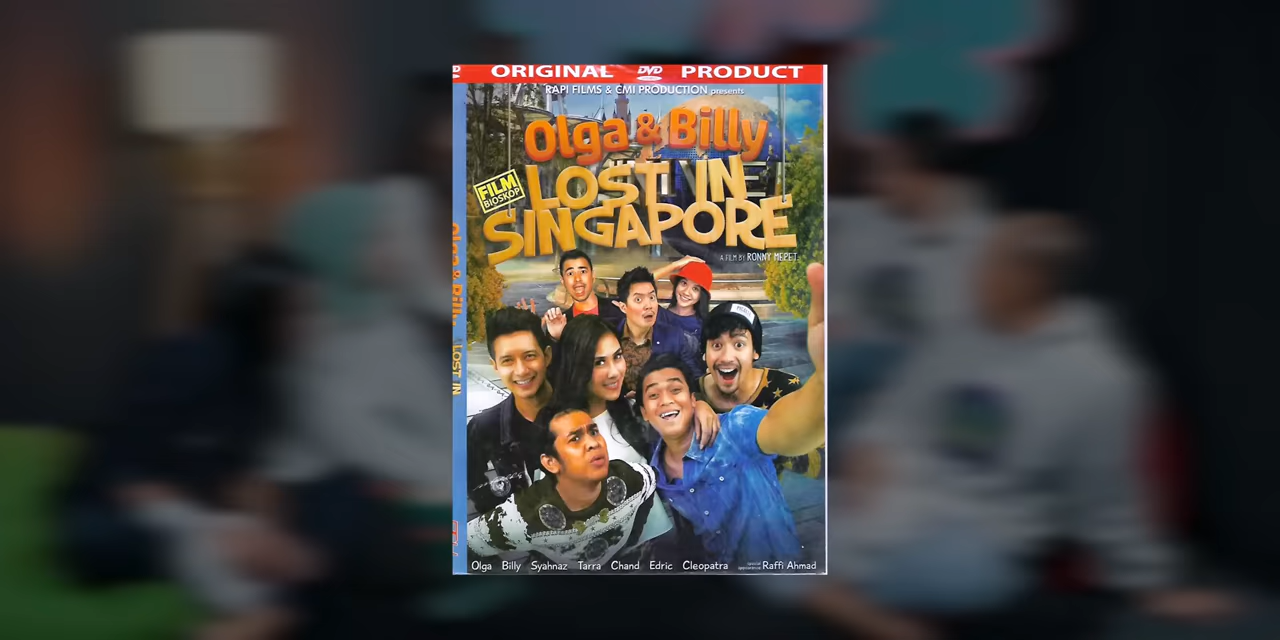 ORIGINAL DVD PRODUCT
RAPI FILMS & CMI PRODUCTION presents
Olga & Billy
FILM
BIOSKOP
LOST IN
SINGAPORE
A FILM BY RONNY MEPET
Olga & Billy LOST IN
Olga Billy Syahnaz Tarra Chand Edric Cleopatra Raffi Ahmad